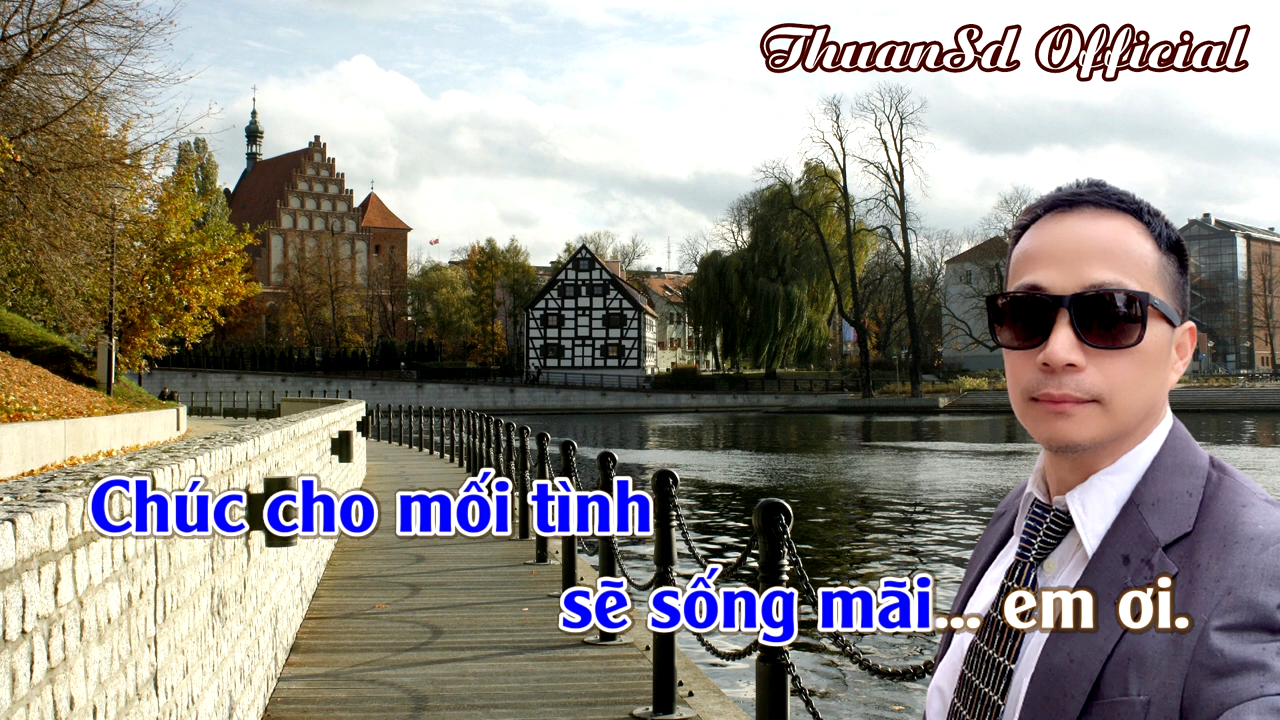 ThuanSd Official
Chúc cho mối tình
sẽ sống mãi... em ơi.